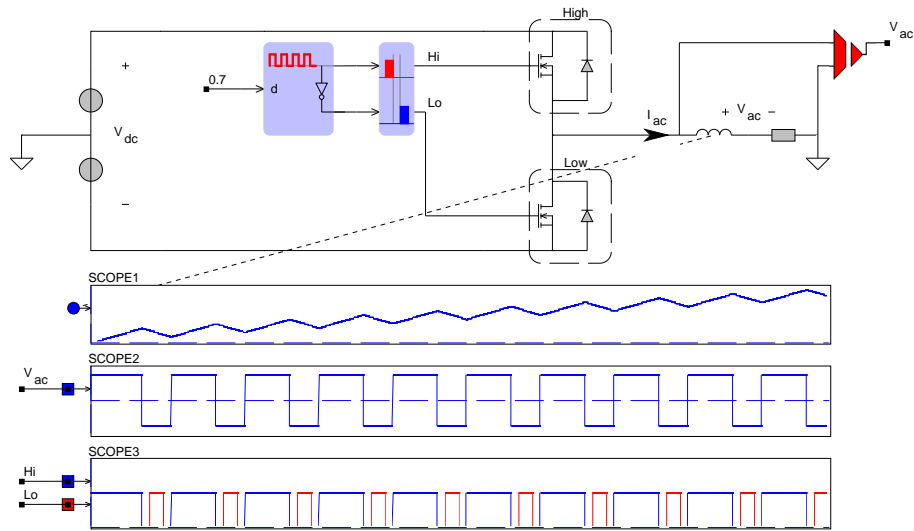 High
V ac
+
0.7
d
Hi
Lo
V dc
I ac
+ V ac −
Low
−
SCOPE1
SCOPE2
V ac
SCOPE3
Hi
Lo